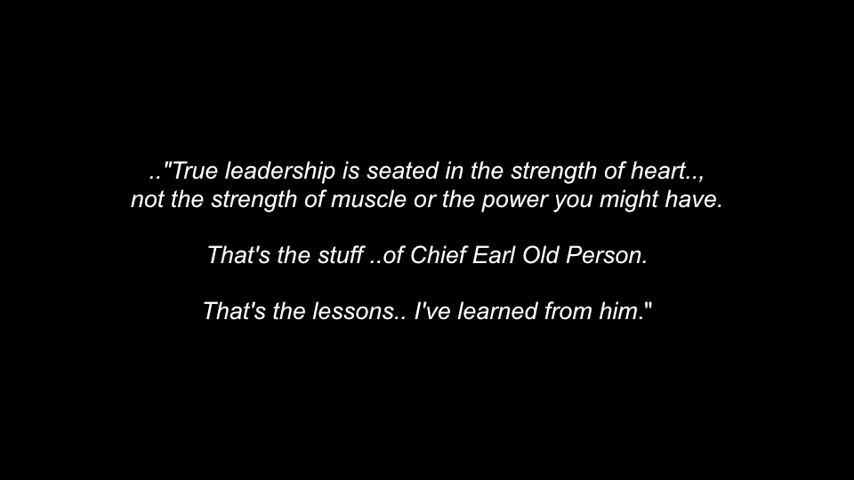 .."True leadership is seated in the strength of heart..,
not the strength of muscle or the power you might have.
That's the stuff ..of Chief Earl Old Person.
That's the lessons.. I've learned from him."